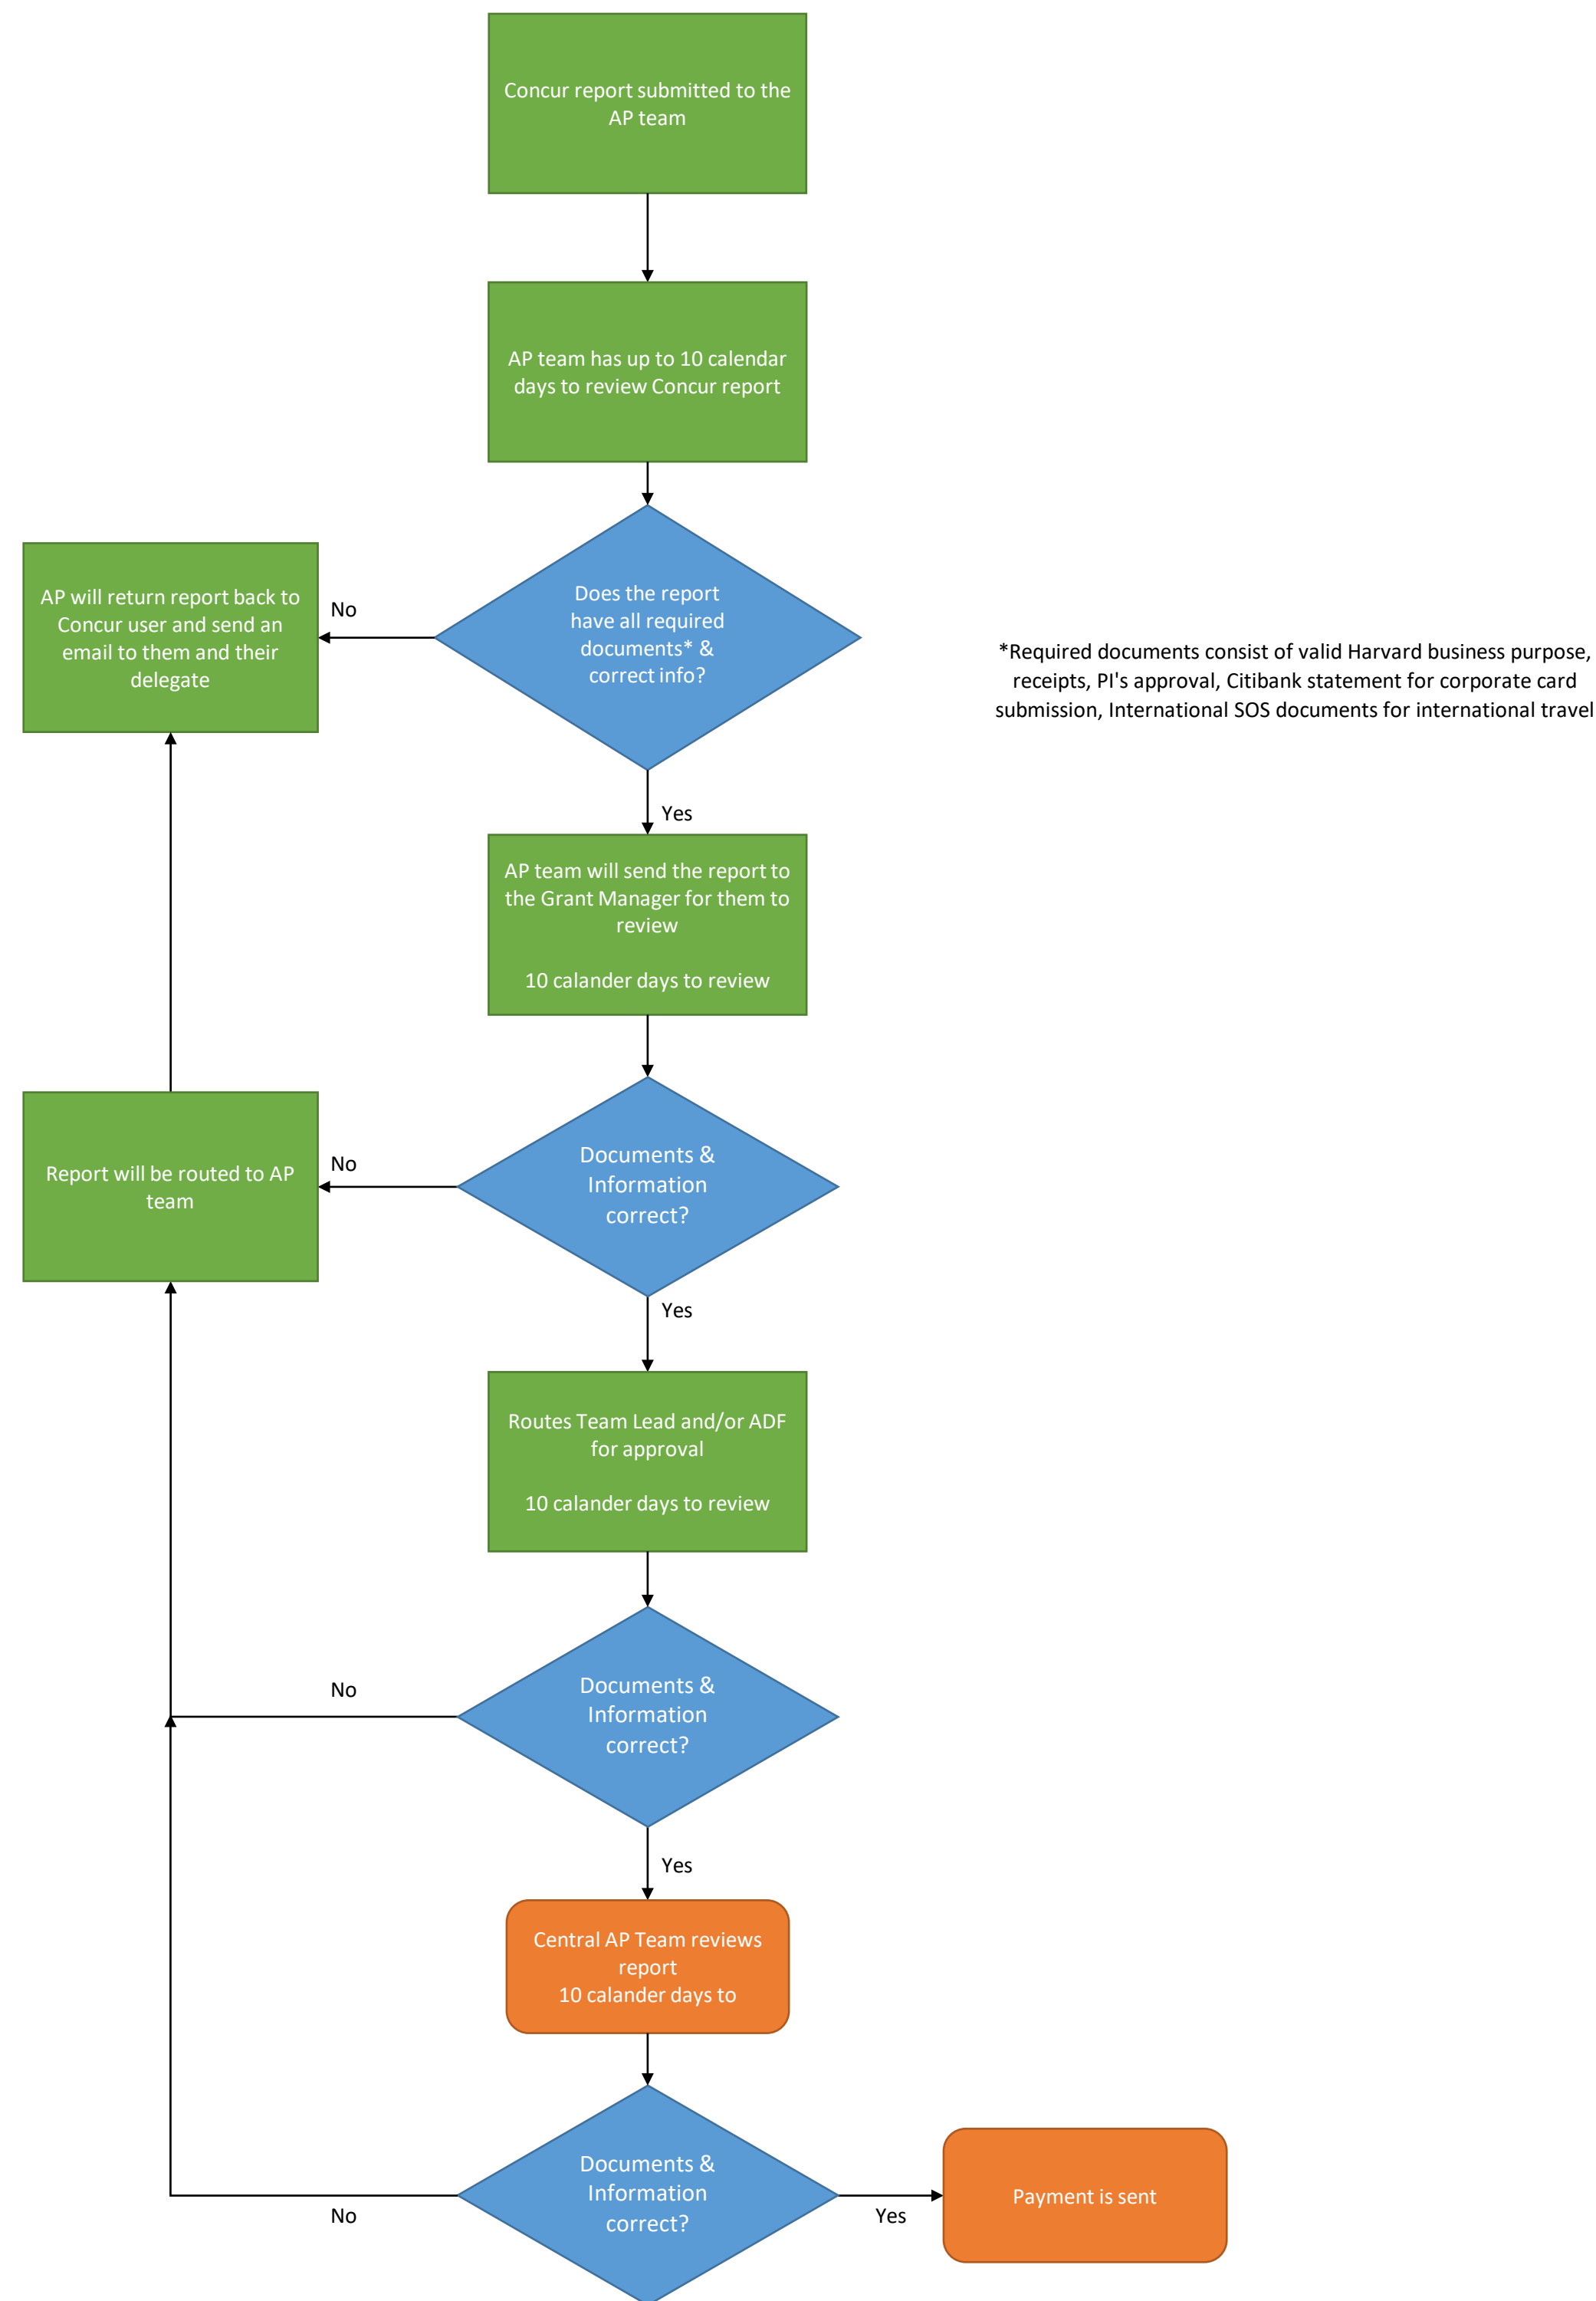 Concur report submitted to the
AP team
AP team has up to 10 calendar
days to review Concur report
Does the report
have all required
documents* &
correct info?
No
AP will return report back to
Concur user and send an
email to them and their
delegate
*Required documents consist of valid Harvard business purpose,
receipts, PI's approval, Citibank statement for corporate card
submission, International SOS documents for international travel
Yes
AP team will send the report to
the Grant Manager for them to
review
10 calander days to review
Documents &
Information
correct?
No
Report will be routed to AP
team
Yes
Routes Team Lead and/or ADF
for approval
10 calander days to review
Documents &
Information
correct?
No
Yes
Central AP Team reviews
report
10 calander days to
Documents &
Information
correct?
No
Yes
Payment is sent